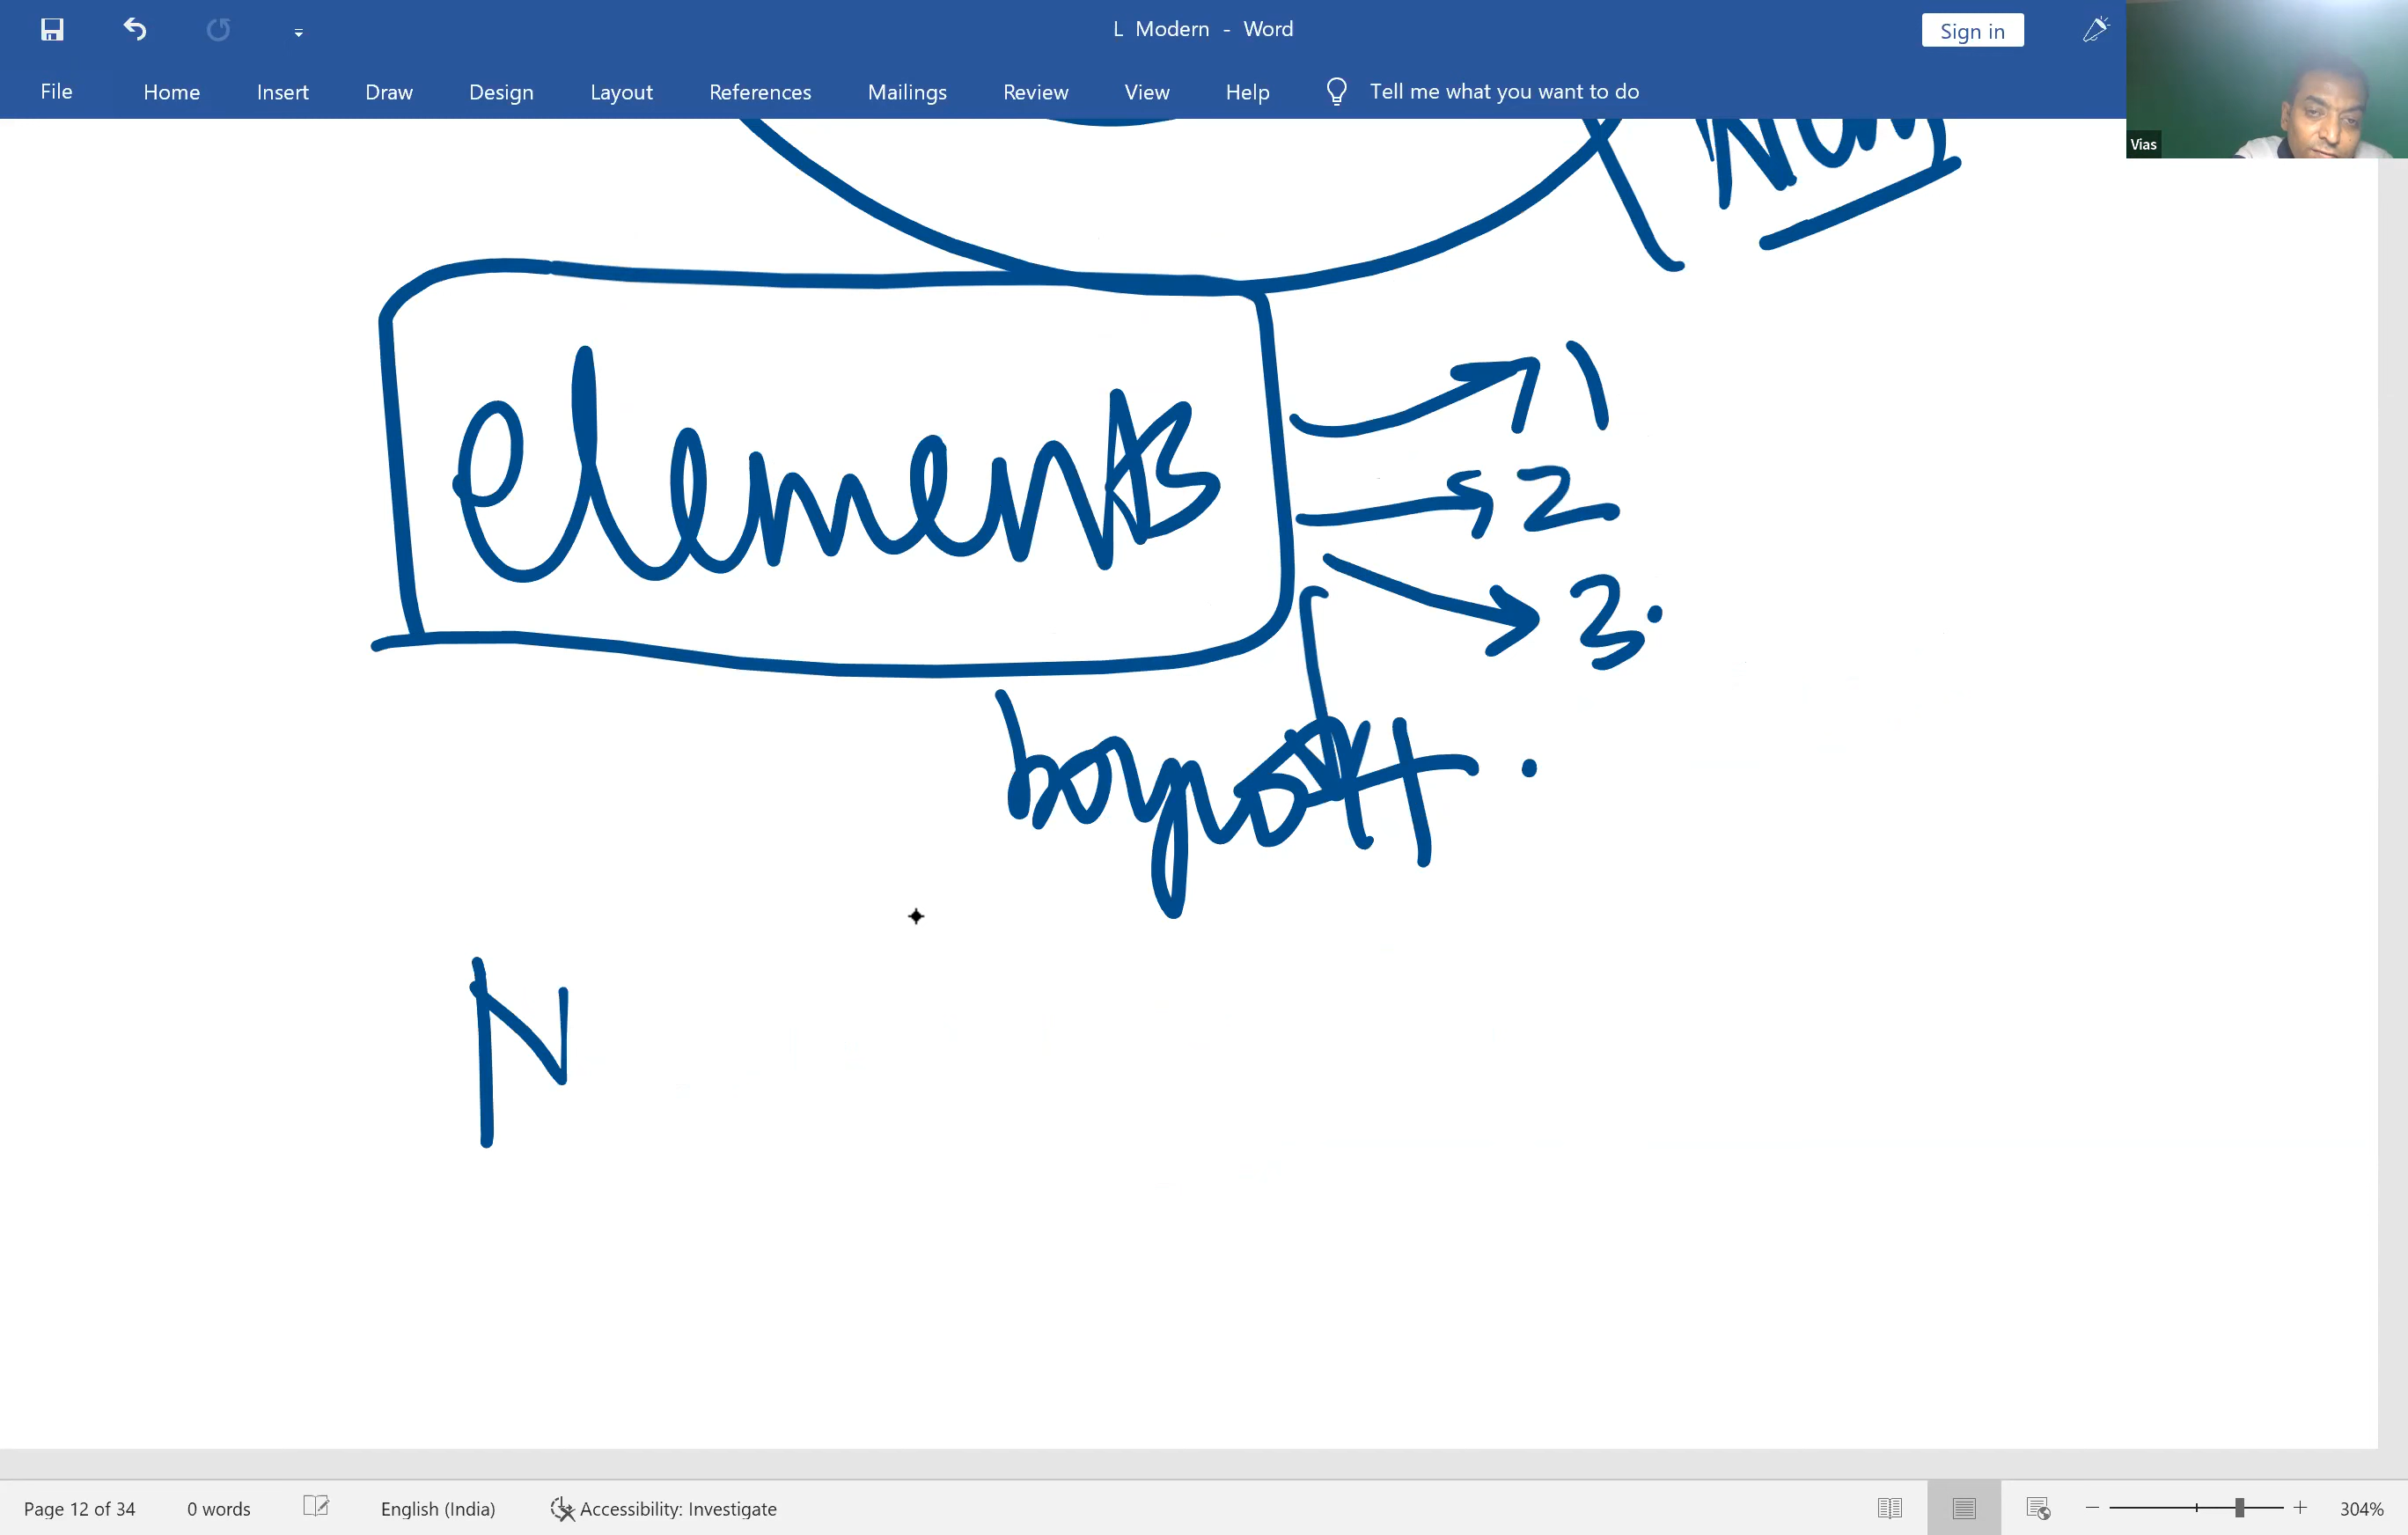 L Modern - Word
Sign in
File Home Insert Draw Design Layout References Mailings Review View Help Tell me what you want to do
Vias
elements
1
2
3.
boycott.
N
Page 12 of 34 0 words English (India) Accessibility: Investigate 304%